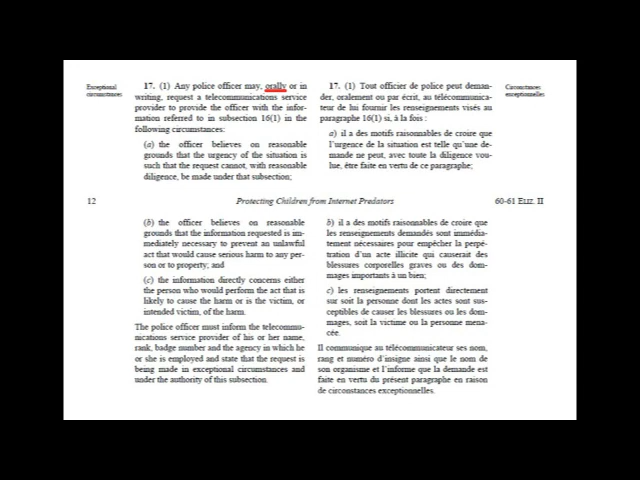 Exceptional
circumstances
17. (1) Any police officer may, orally or in
writing, request a telecommunications service
provider to provide the officer with the infor-
mation referred to in subsection 16(1) in the
following circumstances:
(a) the officer believes on reasonable
grounds that the urgency of the situation is
such that the request cannot, with reasonable
diligence, be made under that subsection;
17. (1) Tout officier de police peut deman-
der, oralement ou par écrit, au télécommunica-
teur de lui fournir les renseignements visés au
paragraphe 16(1) si, à la fois :
a) il a des motifs raisonnables de croire que
l'urgence de la situation est telle qu'une de-
mande ne peut, avec toute la diligence vou-
lue, être faite en vertu de ce paragraphe;
Circonstances
exceptionnelles
12 Protecting Children from Internet Predators 60-61 ELIZ. II
(b) the officer believes on reasonable
grounds that the information requested is im-
mediately necessary to prevent an unlawful
act that would cause serious harm to any per-
son or to property; and
(c) the information directly concerns either
the person who would perform the act that is
likely to cause the harm or is the victim, or
intended victim, of the harm.
The police officer must inform the telecommu-
nications service provider of his or her name,
rank, badge number and the agency in which he
or she is employed and state that the request is
being made in exceptional circumstances and
under the authority of this subsection.
b) il a des motifs raisonnables de croire que
les renseignements demandés sont immédia-
tement nécessaires pour empêcher la perpé-
tration d'un acte illicite qui causerait des
blessures corporelles graves ou des dom-
mages importants à un bien;
c) les renseignements portent directement
sur soit la personne dont les actes sont sus-
ceptibles de causer les blessures ou les dom-
mages, soit la victime ou la personne mena-
cée.
Il communique au télécommunicateur ses nom,
rang et numéro d'insigne ainsi que le nom de
son organisme et l'informe que la demande est
faite en vertu du présent paragraphe en raison
de circonstances exceptionnelles.